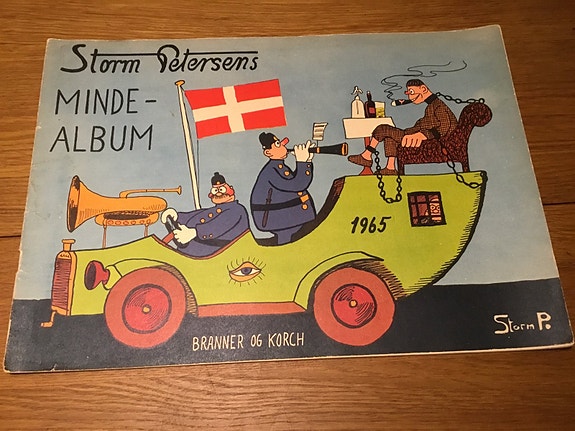 Storm Petersens
MINDE-
ALBUM
1965
Storm P.
BRANNER OG KORCH